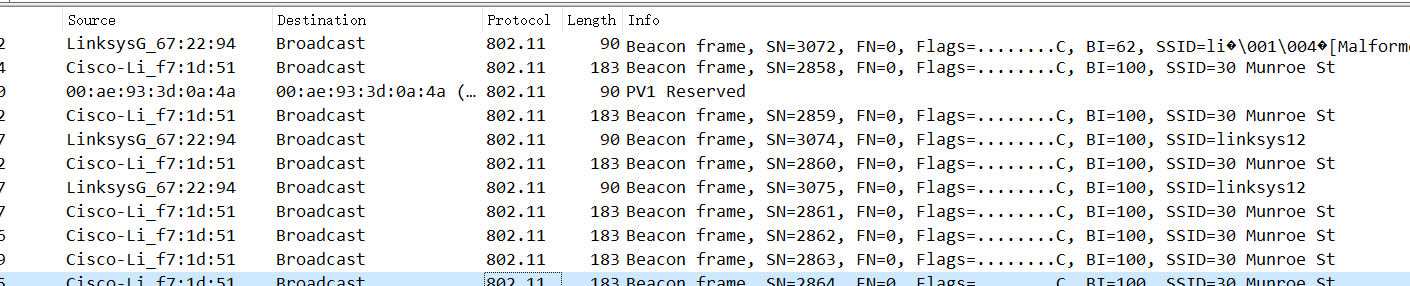 Source Destination Protocol Length Info
2 LinksysG_67:22:94 Broadcast 802.11 90 Beacon frame, SN=3072, FN=0, Flags=........C, BI=62, SSID=li�\001\004�[Malforme
4 Cisco-Li_f7:1d:51 Broadcast 802.11 183 Beacon frame, SN=2858, FN=0, Flags=........C, BI=100, SSID=30 Munroe St
0 00:ae:93:3d:0a:4a 00:ae:93:3d:0a:4a (… 802.11 90 PV1 Reserved
2 Cisco-Li_f7:1d:51 Broadcast 802.11 183 Beacon frame, SN=2859, FN=0, Flags=........C, BI=100, SSID=30 Munroe St
7 LinksysG_67:22:94 Broadcast 802.11 90 Beacon frame, SN=3074, FN=0, Flags=........C, BI=100, SSID=linksys12
2 Cisco-Li_f7:1d:51 Broadcast 802.11 183 Beacon frame, SN=2860, FN=0, Flags=........C, BI=100, SSID=30 Munroe St
7 LinksysG_67:22:94 Broadcast 802.11 90 Beacon frame, SN=3075, FN=0, Flags=........C, BI=100, SSID=linksys12
7 Cisco-Li_f7:1d:51 Broadcast 802.11 183 Beacon frame, SN=2861, FN=0, Flags=........C, BI=100, SSID=30 Munroe St
6 Cisco-Li_f7:1d:51 Broadcast 802.11 183 Beacon frame, SN=2862, FN=0, Flags=........C, BI=100, SSID=30 Munroe St
9 Cisco-Li_f7:1d:51 Broadcast 802.11 183 Beacon frame, SN=2863, FN=0, Flags=........C, BI=100, SSID=30 Munroe St
Cisco-Li_f7:1d:51 Broadcast 802.11 183 Beacon frame, SN=2864, FN=0, Flags=........C, BI=100, SSID=30 Munroe St